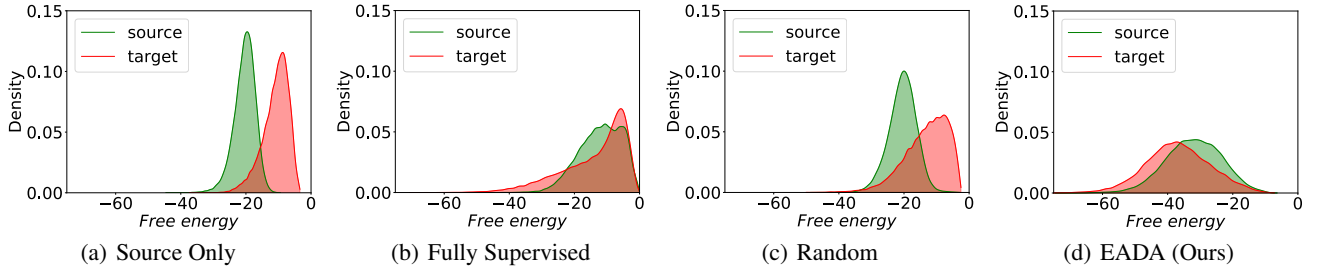 0.15
0.10
0.05
0.00
Density
source
target
−60 −40 −20 0
Free energy
(a) Source Only
0.15
0.10
0.05
0.00
Density
source
target
−60 −40 −20 0
Free energy
(b) Fully Supervised
0.15
0.10
0.05
0.00
Density
source
target
−60 −40 −20 0
Free energy
(c) Random
0.15
0.10
0.05
0.00
Density
source
target
−60 −40 −20 0
Free energy
(d) EADA (Ours)